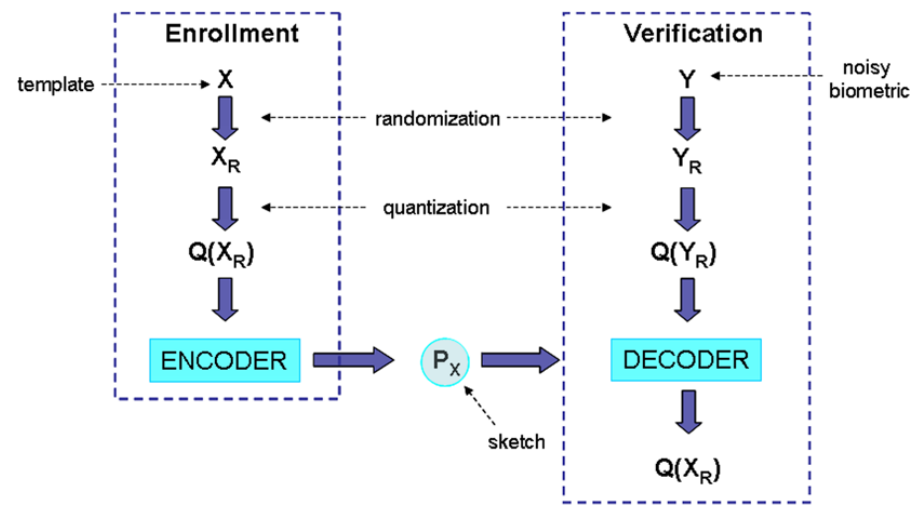 Enrollment
Verification
template
X
Y
noisy
biometric
randomization
X_R
Y_R
quantization
Q(X_R)
Q(Y_R)
ENCODER
P_X
DECODER
sketch
Q(X_R)